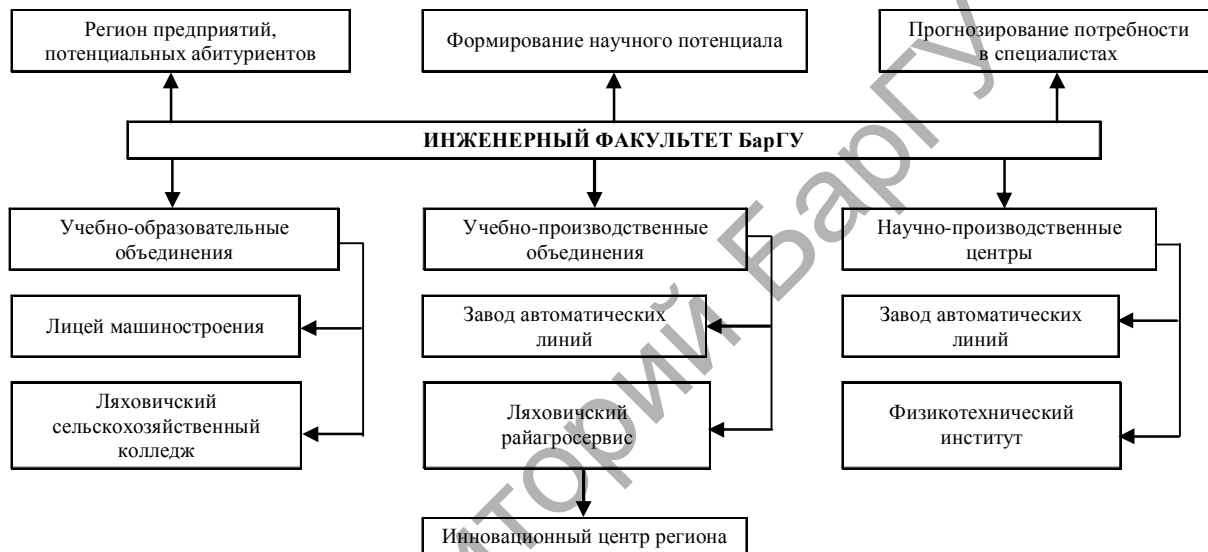 Регион предприятий,
потенциальных абитуриентов
Формирование научного потенциала
Прогнозирование потребности
в специалистах
ИНЖЕНЕРНЫЙ ФАКУЛЬТЕТ БарГУ
Учебно-образовательные
объединения
Учебно-производственные
объединения
Научно-производственные
центры
Лицей машиностроения
Завод автоматических
линий
Завод автоматических
линий
Ляховичский
сельскохозяйственный
колледж
Ляховичский
райагросервис
Физикотехнический
институт
Инновационный центр региона
БарГУ